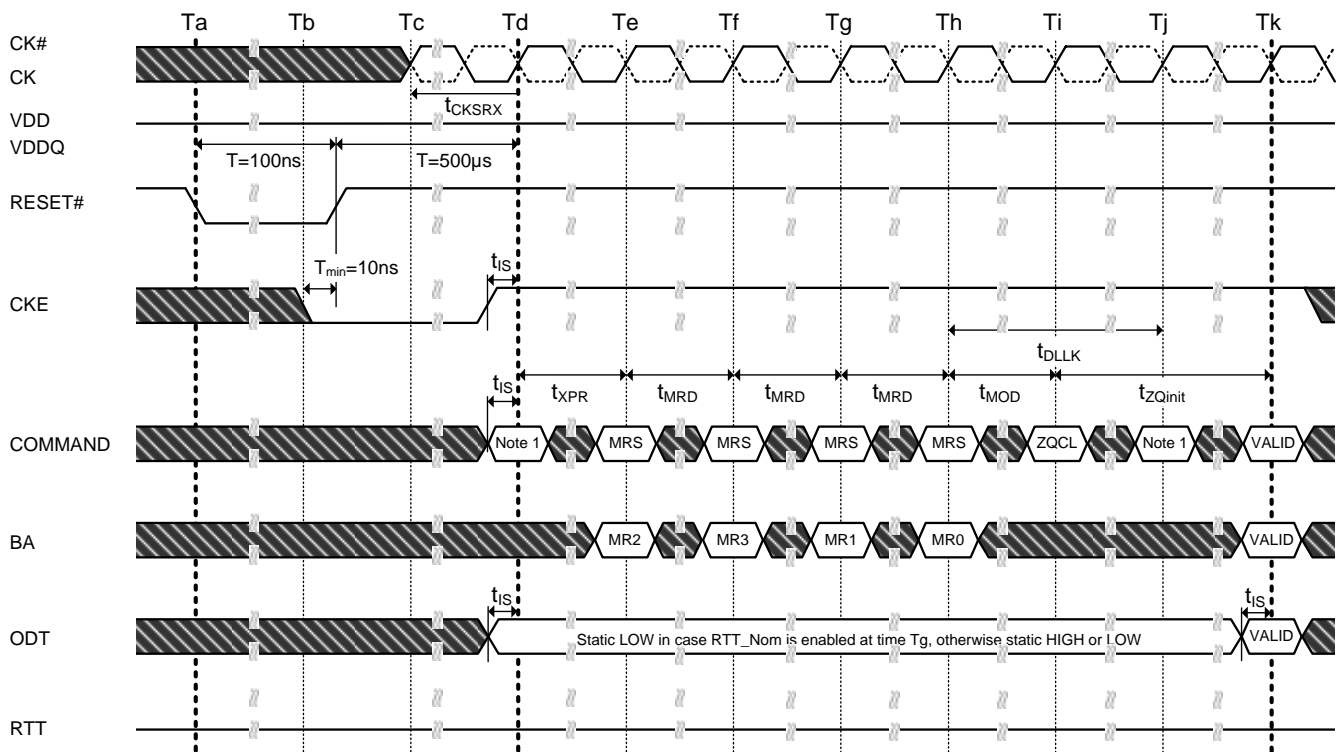 Ta Tb Tc Td Te Tf Tg Th Ti Tj Tk
CK#
CK
tCKSRX
VDD
VDDQ
T=100ns T=500µs
RESET#
Tmin=10ns tIS
CKE
tDLLK
tIS tXPR tMRD tMRD tMRD tMOD tZQinit
COMMAND Note 1 MRS MRS MRS MRS ZQCL Note 1 VALID
BA MR2 MR3 MR1 MR0 VALID
tIS tIS
ODT Static LOW in case RTT_Nom is enabled at time Tg, otherwise static HIGH or LOW VALID
RTT